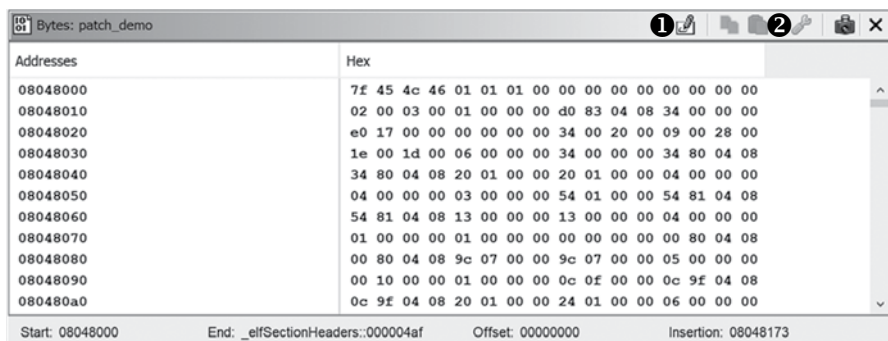 Bytes: patch_demo ❶ ❷
Addresses Hex
08048000 7f 45 4c 46 01 01 01 00 00 00 00 00 00 00 00 00
08048010 02 00 03 00 01 00 00 00 d0 83 04 08 34 00 00 00
08048020 e0 17 00 00 00 00 00 00 34 00 20 00 09 00 28 00
08048030 1e 00 1d 00 06 00 00 00 34 00 00 00 34 80 04 08
08048040 34 80 04 08 20 01 00 00 20 01 00 00 04 00 00 00
08048050 04 00 00 00 03 00 00 00 54 01 00 00 54 81 04 08
08048060 54 81 04 08 13 00 00 00 13 00 00 00 04 00 00 00
08048070 01 00 00 00 01 00 00 00 00 00 00 00 00 80 04 08
08048080 00 80 04 08 9c 07 00 00 9c 07 00 00 05 00 00 00
08048090 00 10 00 00 01 00 00 00 0c 0f 00 00 0c 9f 04 08
080480a0 0c 9f 04 08 20 01 00 00 24 01 00 00 06 00 00 00
Start: 08048000 End: _elfSectionHeaders::000004af Offset: 00000000 Insertion: 08048173